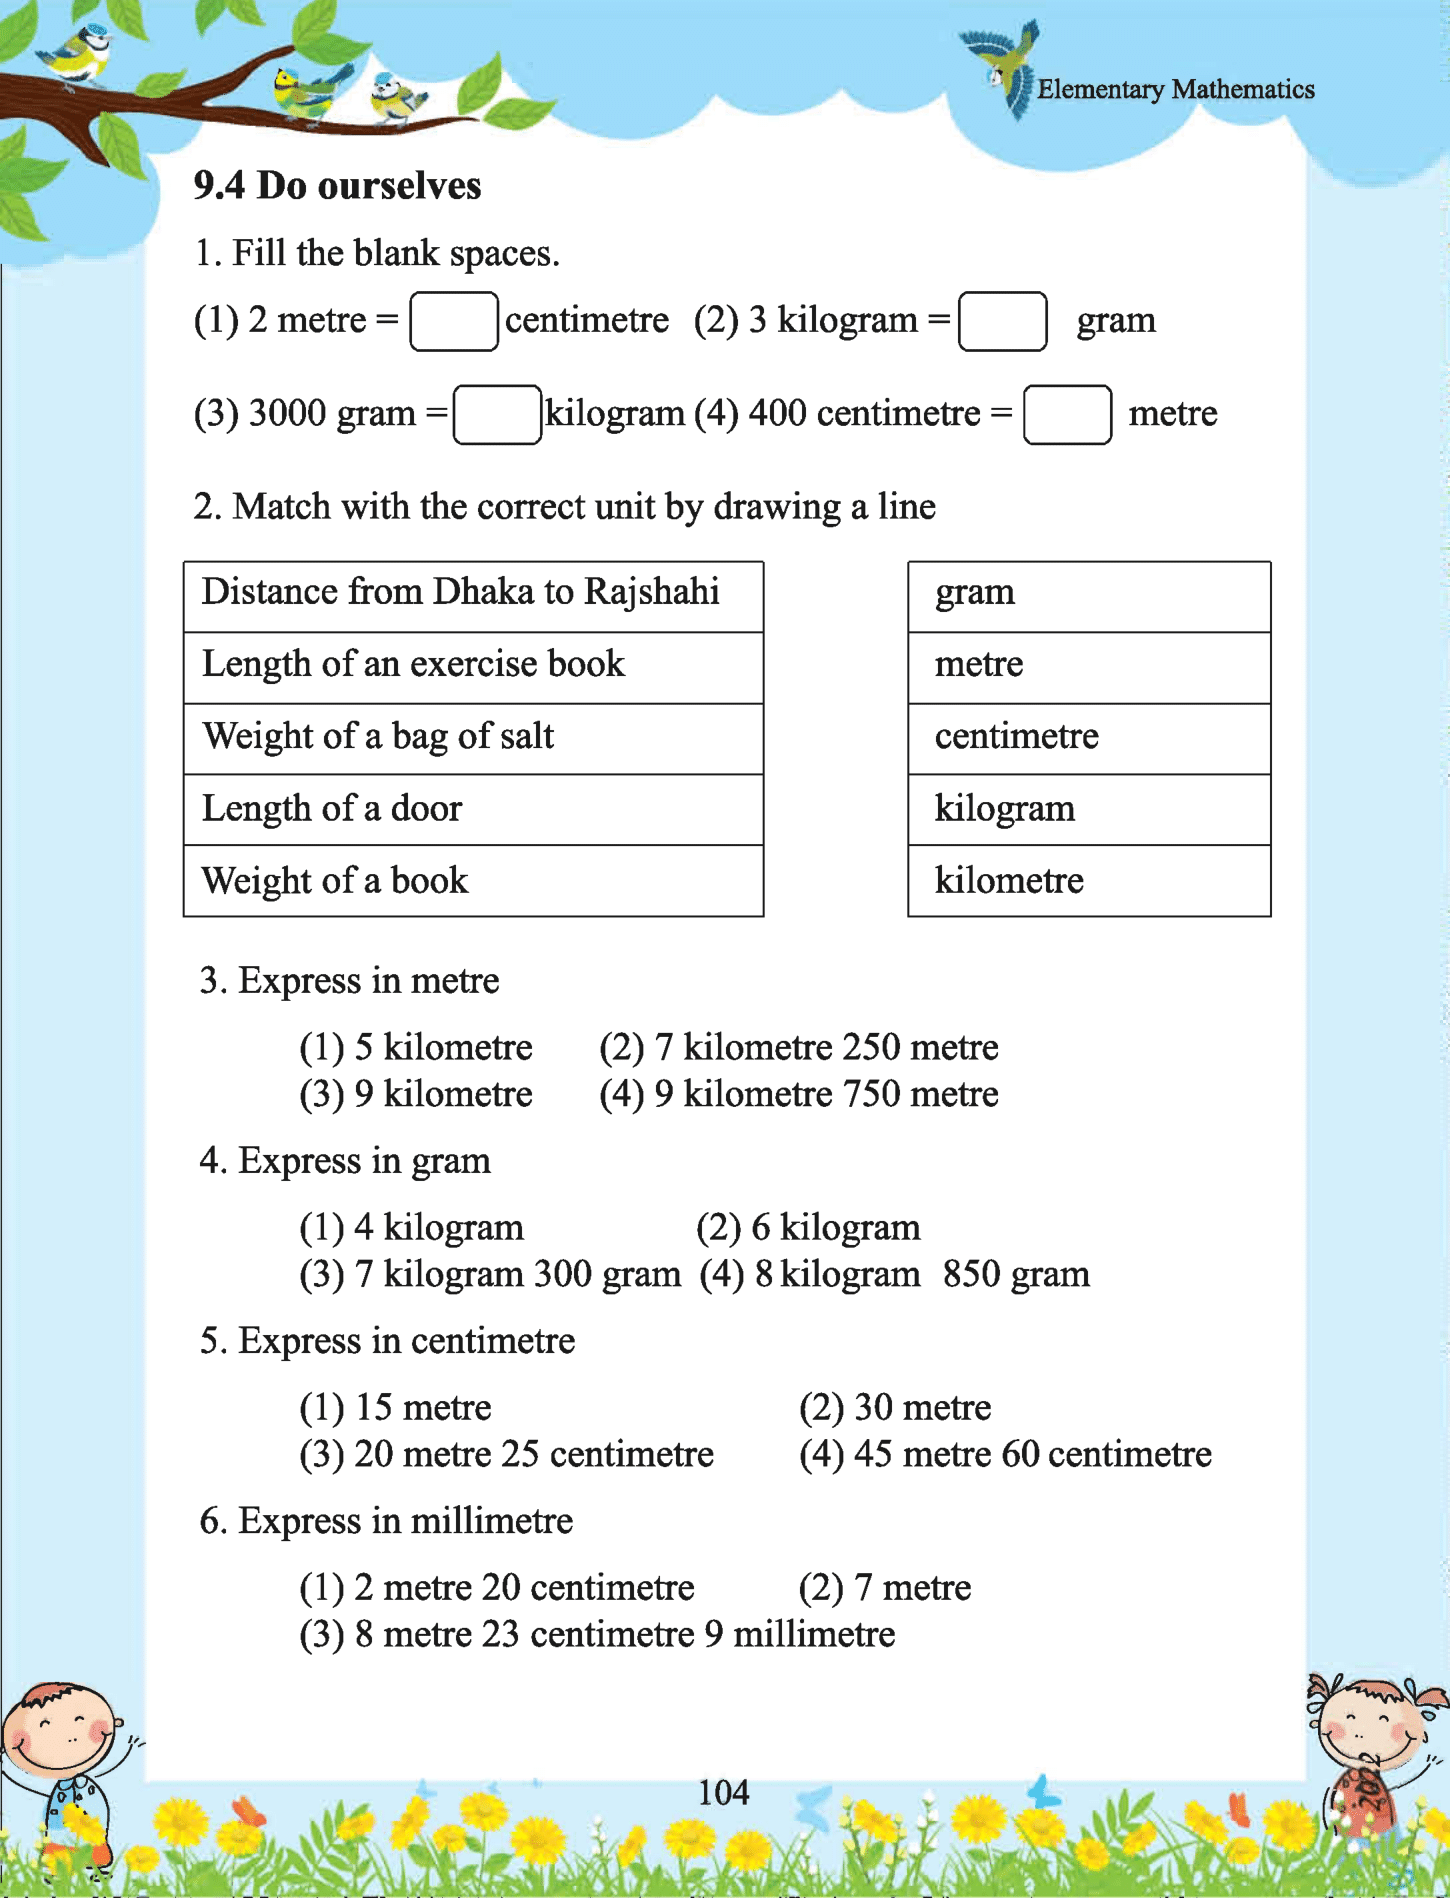 Elementary Mathematics
9.4 Do ourselves
1. Fill the blank spaces.
(1) 2 metre = centimetre (2) 3 kilogram = gram
(3) 3000 gram = kilogram (4) 400 centimetre = metre
2. Match with the correct unit by drawing a line
Distance from Dhaka to Rajshahi gram
Length of an exercise book metre
Weight of a bag of salt centimetre
Length of a door kilogram
Weight of a book kilometre
3. Express in metre
(1) 5 kilometre (2) 7 kilometre 250 metre
(3) 9 kilometre (4) 9 kilometre 750 metre
4. Express in gram
(1) 4 kilogram (2) 6 kilogram
(3) 7 kilogram 300 gram (4) 8 kilogram 850 gram
5. Express in centimetre
(1) 15 metre (2) 30 metre
(3) 20 metre 25 centimetre (4) 45 metre 60 centimetre
6. Express in millimetre
(1) 2 metre 20 centimetre (2) 7 metre
(3) 8 metre 23 centimetre 9 millimetre
104
2022